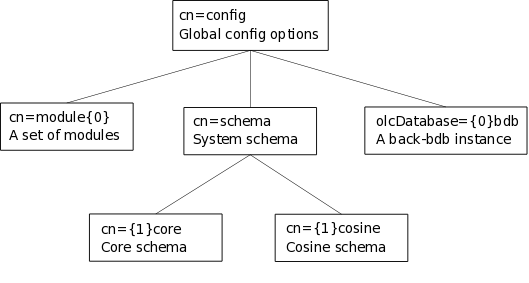 cn=config
Global config options
cn=module{0}
A set of modules
cn=schema
System schema
olcDatabase={0}bdb
A back-bdb instance
cn={1}core
Core schema
cn={1}cosine
Cosine schema